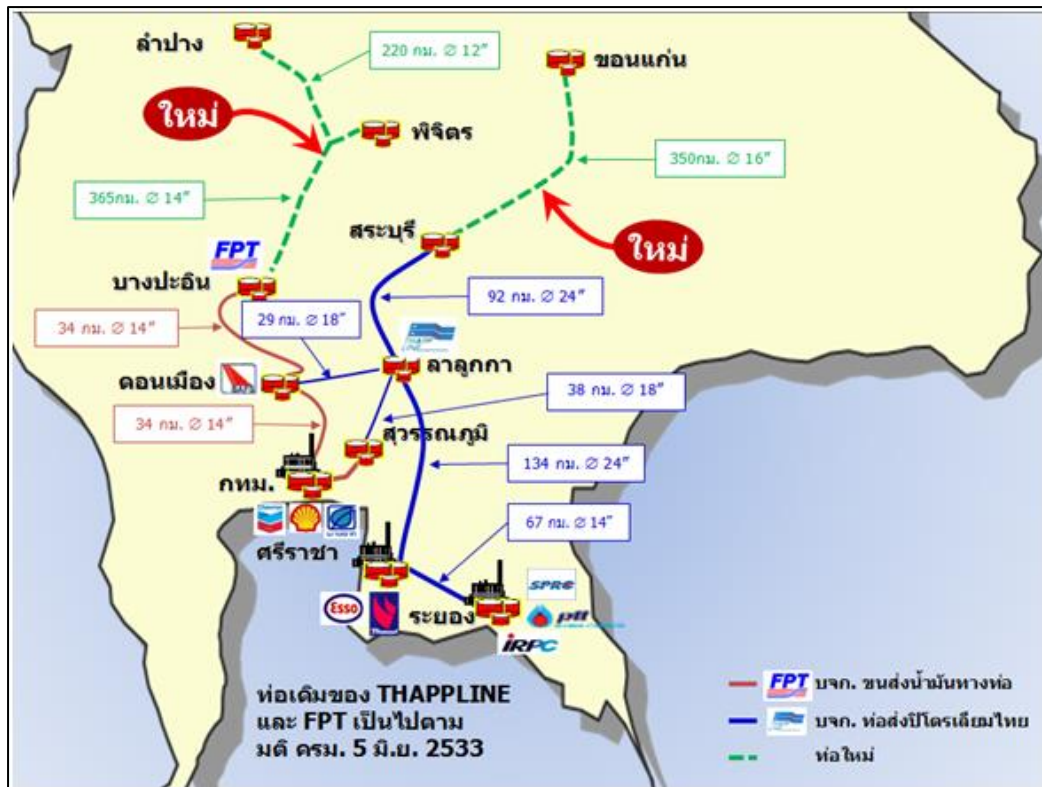 ลำปาง
220 กม. ∅ 12”
ขอนแก่น
ใหม่
พิจิตร
350กม. ∅ 16”
365กม. ∅ 14”
สระบุรี
ใหม่
FPT
บางปะอิน
92 กม. ∅ 24”
29 กม. ∅ 18”
34 กม. ∅ 14”
ลาลูกกา
ดอนเมือง
38 กม. ∅ 18”
34 กม. ∅ 14”
สุวรรณภูมิ
134 กม. ∅ 24”
กทม.
67 กม. ∅ 14”
ศรีราชา
SPRC
Esso
ระยอง
ptt
IRPC
ท่อเดิมของ THAPPLINE
และ FPT เป็นไปตาม
มติ ครม. 5 มิ.ย. 2533
FPT บจก. ขนส่งน้ำมันทางท่อ
บจก. ท่อส่งปิโตรเลียมไทย
ท่อใหม่